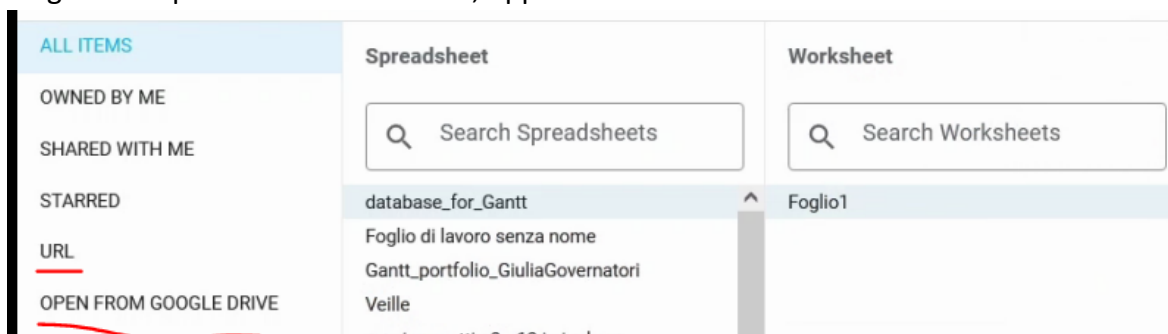 ALL ITEMS
OWNED BY ME
SHARED WITH ME
STARRED
URL
OPEN FROM GOOGLE DRIVE
Spreadsheet
Search Spreadsheets
database_for_Gantt
Foglio di lavoro senza nome
Gantt_portfolio_GiuliaGovernatori
Veille
Worksheet
Search Worksheets
Foglio1